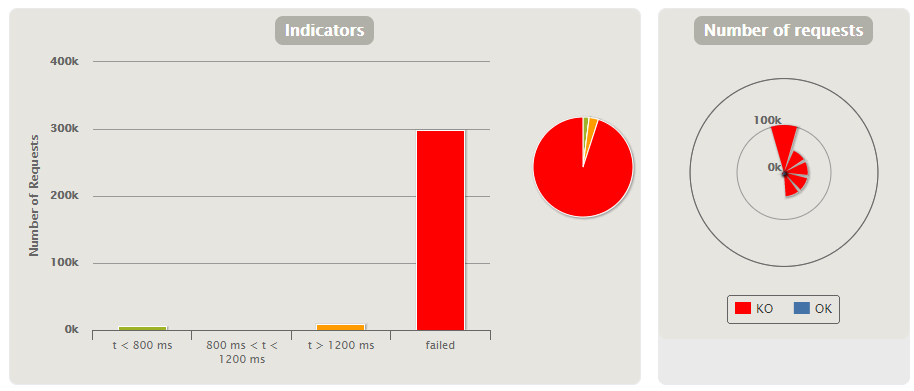 Indicators
Number of requests
400k
300k
200k
100k
0k
Number of Requests
t < 800 ms
800 ms < t <
1200 ms
t > 1200 ms
failed
100k
0k
KO
OK